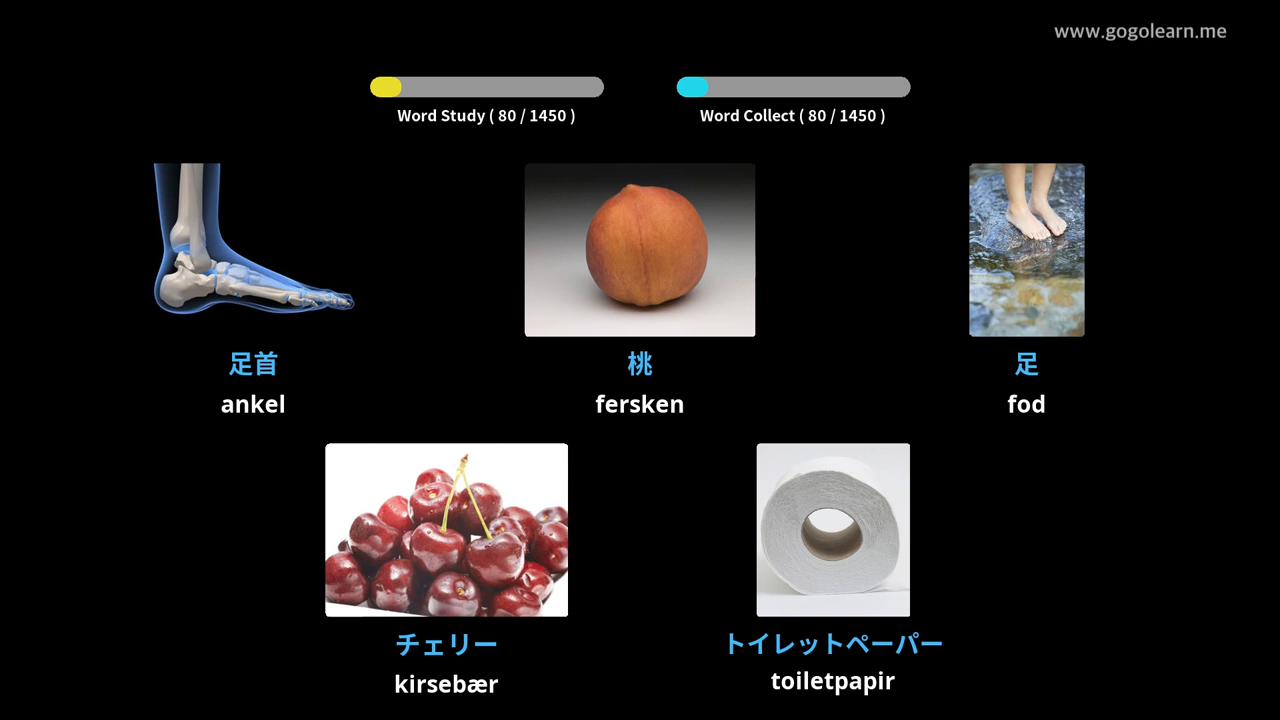 www.gogolearn.me
Word Study ( 80 / 1450 )
Word Collect ( 80 / 1450 )
足首
桃
足
ankel
fersken
fod
チェリー
トイレットペーパー
kirsebær
toiletpapir